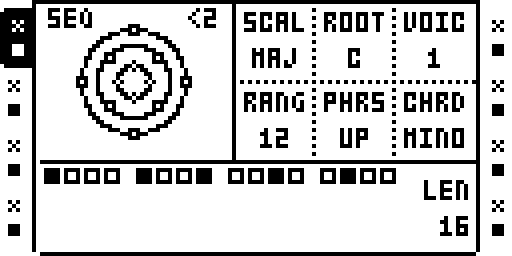 SEQ <2
SCAL ROOT VOIC
MAJ C 1
RANG PHRS CHRD
12 UP MINO
LEN
16